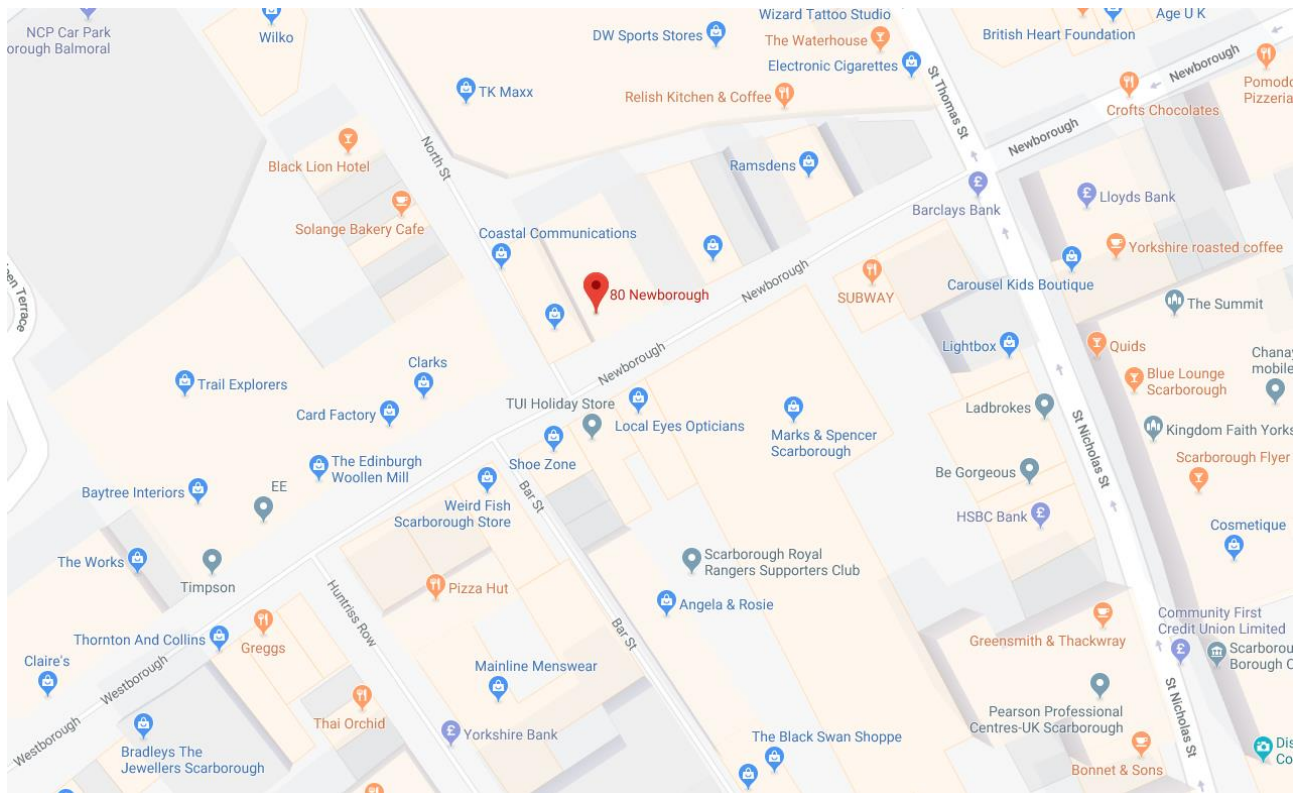 NCP Car Park
orough Balmoral
Wilko
DW Sports Stores
Wizard Tattoo Studio
The Waterhouse
Electronic Cigarettes
British Heart Foundation
Age U K
TK Maxx
Relish Kitchen & Coffee
St Thomas St
Newborough
Crofts Chocolates
Pomodo
Pizzeria
Black Lion Hotel
North St
Ramsdens
Newborough
Solange Bakery Cafe
Barclays Bank
Lloyds Bank
Coastal Communications
Yorkshire roasted coffee
een Terrace
80 Newborough
Newborough
SUBWAY
Carousel Kids Boutique
The Summit
Newborough
Lightbox
Quids
Chanay
mobile
Clarks
Trail Explorers
Blue Lounge
Scarborough
TUI Holiday Store
Card Factory
Local Eyes Opticians
Marks & Spencer
Scarborough
Ladbrokes
St Nicholas St
Kingdom Faith Yorks
Shoe Zone
The Edinburgh
Woollen Mill
Scarborough Flyer
Baytree Interiors
EE
Weird Fish
Scarborough Store
Bar St
Be Gorgeous
HSBC Bank
Cosmetique
The Works
Timpson
Scarborough Royal
Rangers Supporters Club
Pizza Hut
Huntriss Row
Angela & Rosie
Bar St
Community First
Credit Union Limited
Thornton And Collins
Greggs
Greensmith & Thackway
Scarborou
Borough C
Claire's
Westborough
Mainline Menswear
St Nicholas St
Thai Orchid
Pearson Professional
Centres-UK Scarborough
Westborough
Yorkshire Bank
The Black Swan Shoppe
Bradleys The
Jewellers Scarborough
Bonnet & Sons
Dis
Co